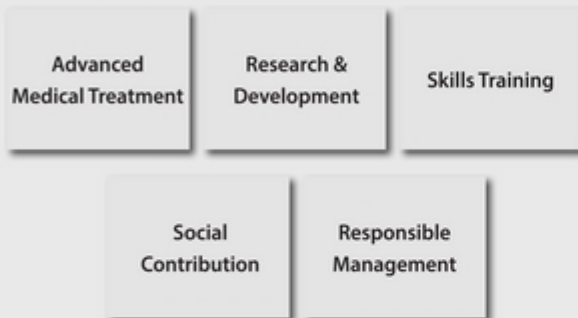 Advanced
Medical Treatment
Research &
Development
Skills Training
Social
Contribution
Responsible
Management